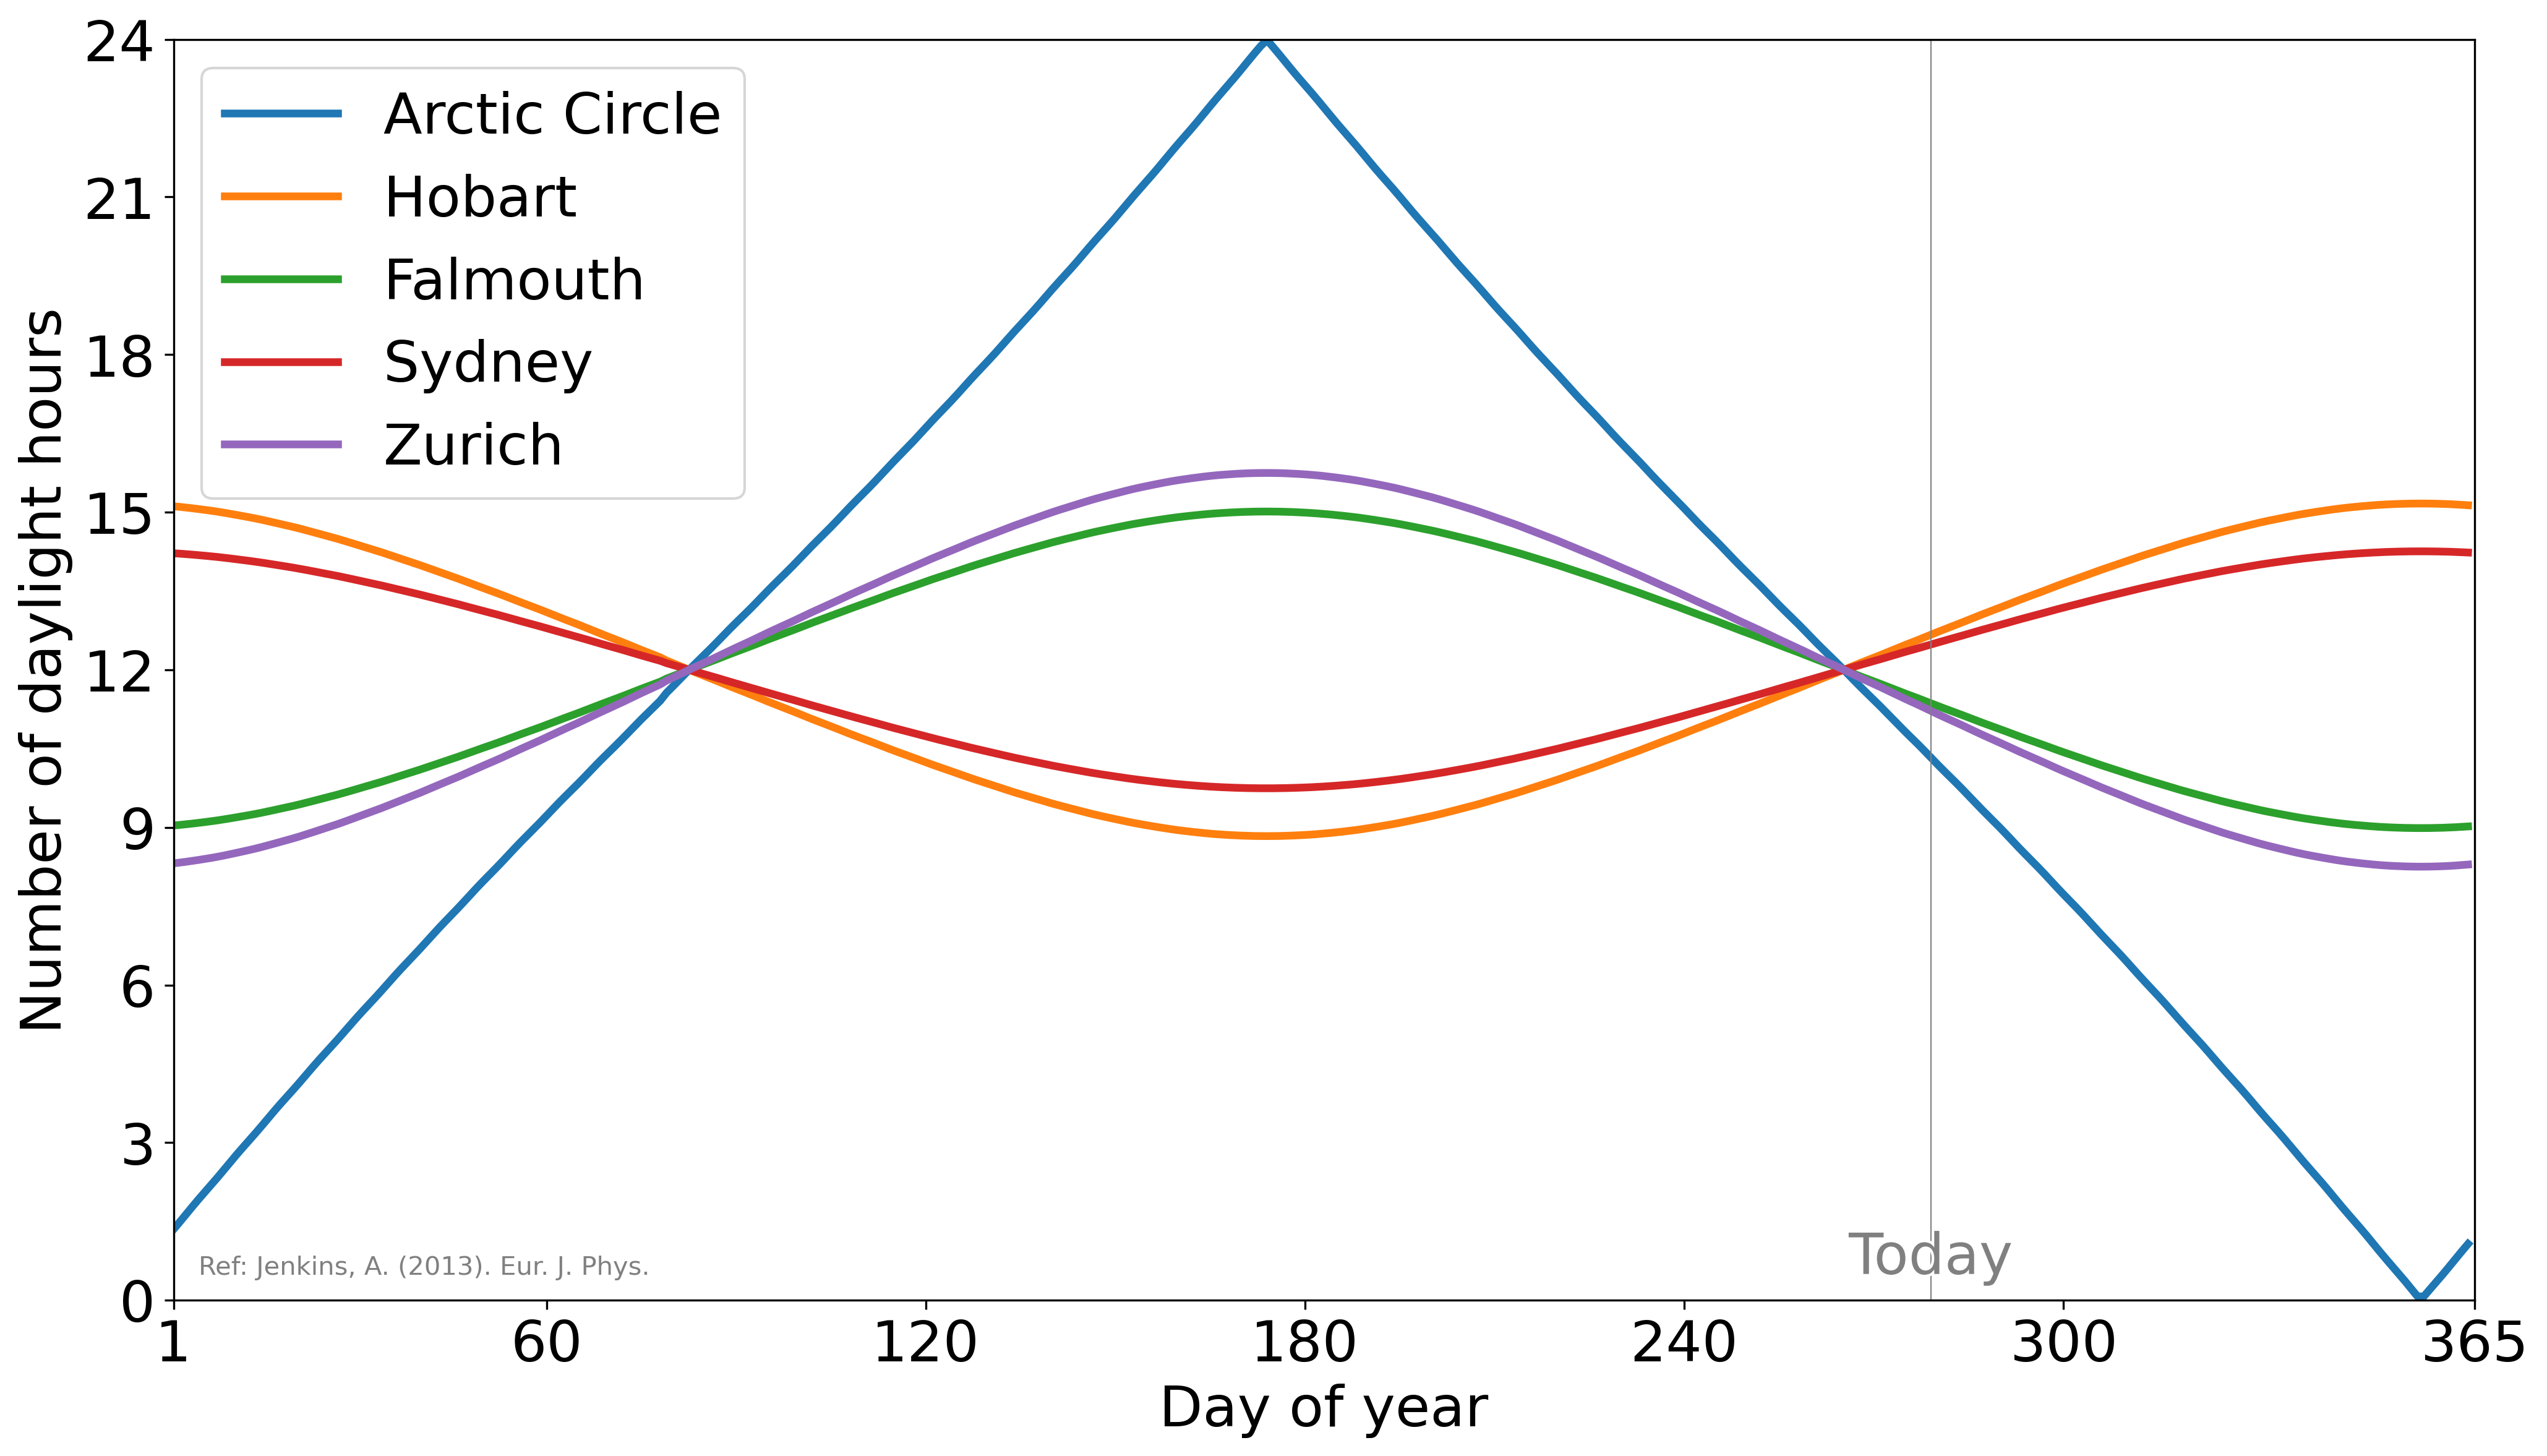 24
21
18
15
12
9
6
3
0
Number of daylight hours
Arctic Circle
Hobart
Falmouth
Sydney
Zurich
Ref: Jenkins, A. (2013). Eur. J. Phys.
Today
1 60 120 180 240 300 365
Day of year